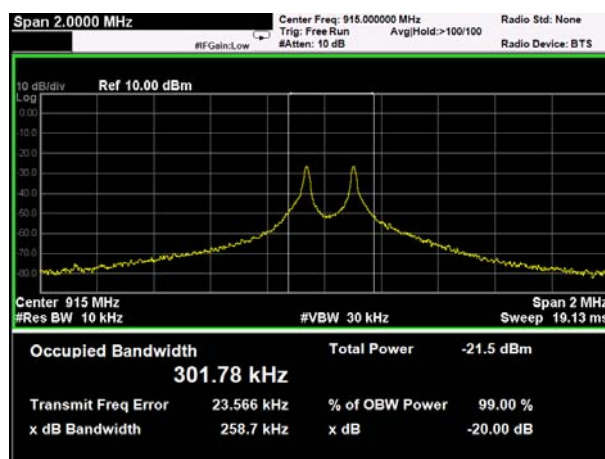 Span 2.0000 MHz
#IFGain:Low
Center Freq: 915.000000 MHz
Trig: Free Run Avg|Hold:>100/100
#Atten: 10 dB
Radio Std: None
Radio Device: BTS
10 dB/div Ref 10.00 dBm
Log
0.00
-10.0
-20.0
-30.0
-40.0
-50.0
-60.0
-70.0
-80.0
Center 915 MHz Span 2 MHz
#Res BW 10 kHz #VBW 30 kHz Sweep 19.13 ms
Occupied Bandwidth Total Power -21.5 dBm
301.78 kHz
Transmit Freq Error 23.566 kHz % of OBW Power 99.00 %
x dB Bandwidth 258.7 kHz x dB -20.00 dB